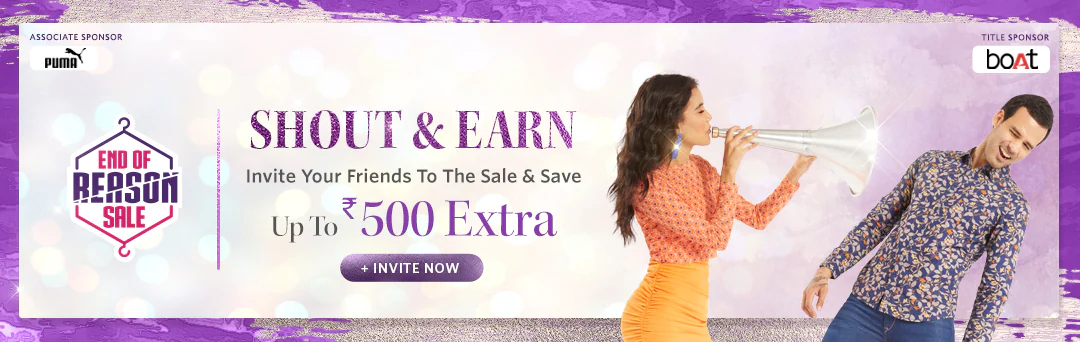 ASSOCIATE SPONSOR
PUMA
TITLE SPONSOR
boAt
END OF
REASON
SALE
SHOUT & EARN
Invite Your Friends To The Sale & Save
Up To ₹500 Extra
+ INVITE NOW